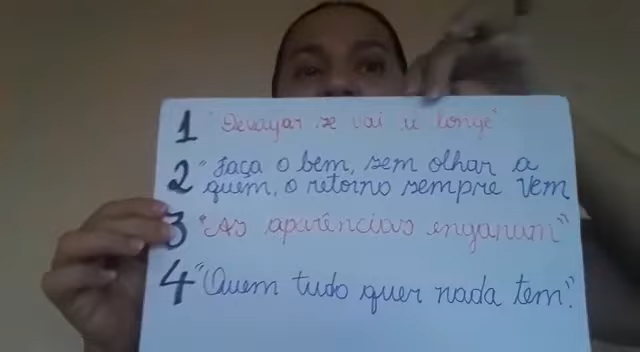 1 "Devagar se vai u longe"
2 "Faça o bem, sem olhar a
quem, o retorno sempre vem
3 "As aparências enganam"
4 "Quem tudo quer nada tem".